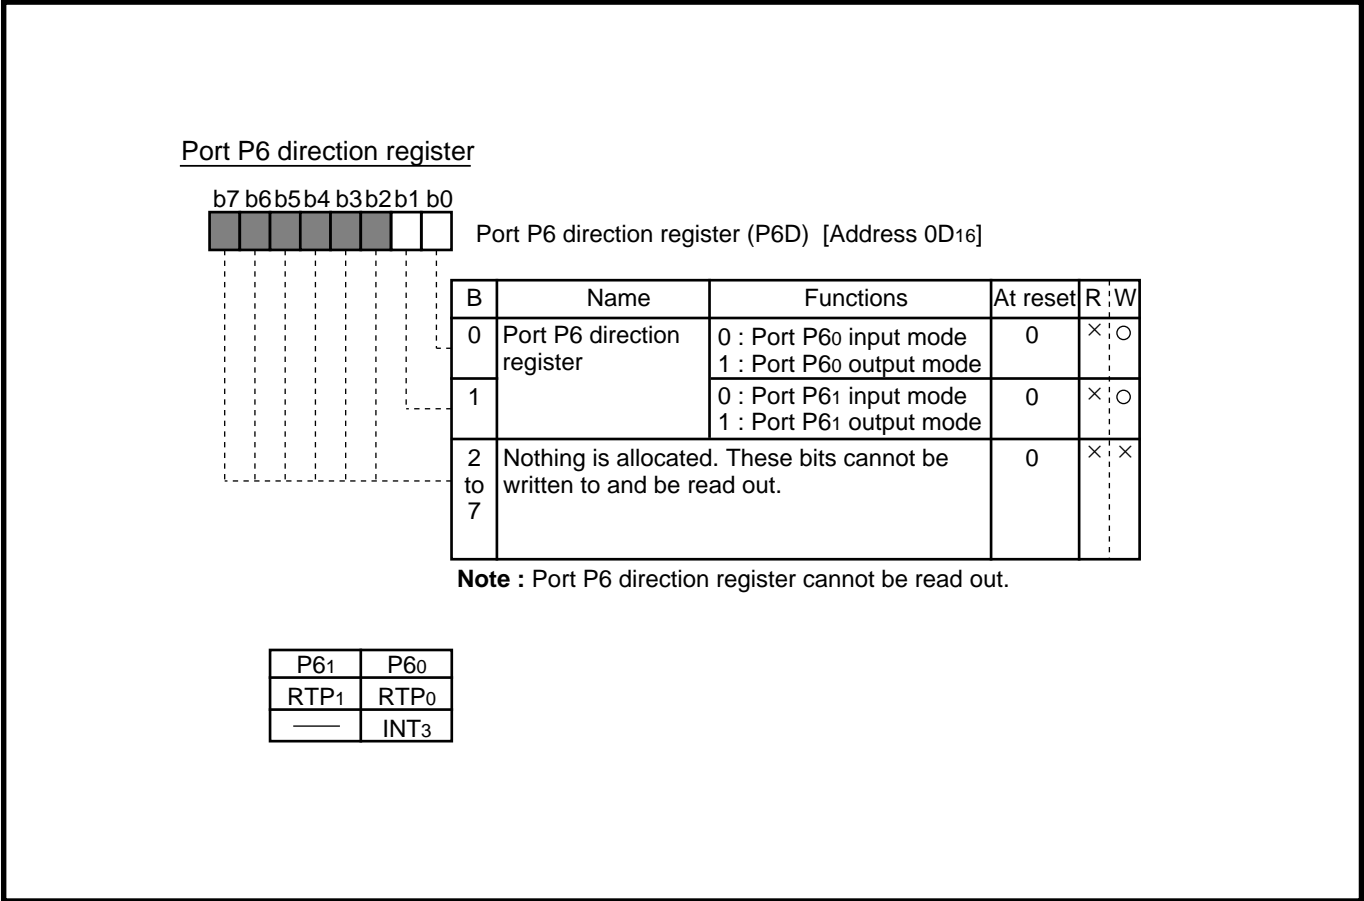 Port P6 direction register
b7 b6 b5 b4 b3 b2 b1 b0
Port P6 direction register (P6D) [Address 0D16]
B Name Functions At reset R W
0 Port P6 direction register 0 : Port P60 input mode 0 × ○
1 : Port P60 output mode
1 0 : Port P61 input mode 0 × ○
1 : Port P61 output mode
2 Nothing is allocated. These bits cannot be 0 × ×
to written to and be read out.
7
Note : Port P6 direction register cannot be read out.
P61 P60
RTP1 RTP0
— INT3